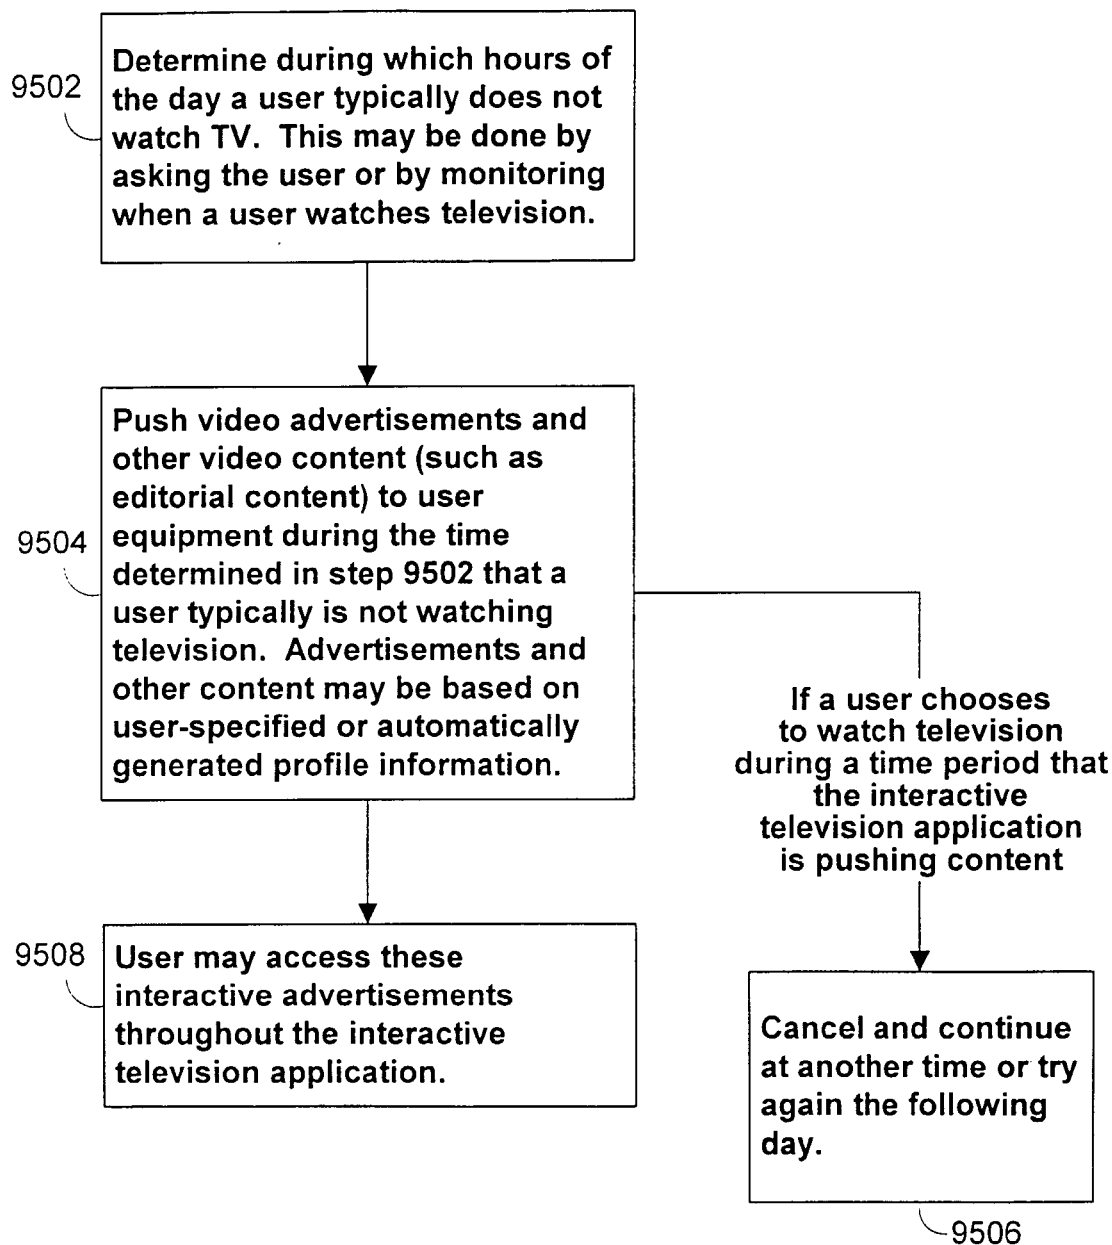 9502
Determine during which hours of
the day a user typically does not
watch TV.  This may be done by
asking the user or by monitoring
when a user watches television.
9504
Push video advertisements and
other video content (such as
editorial content) to user
equipment during the time
determined in step 9502 that a
user typically is not watching
television.  Advertisements and
other content may be based on
user-specified or automatically
generated profile information.
If a user chooses
to watch television
during a time period that
the interactive
television application
is pushing content
9508
User may access these
interactive advertisements
throughout the interactive
television application.
Cancel and continue
at another time or try
again the following
day.
9506